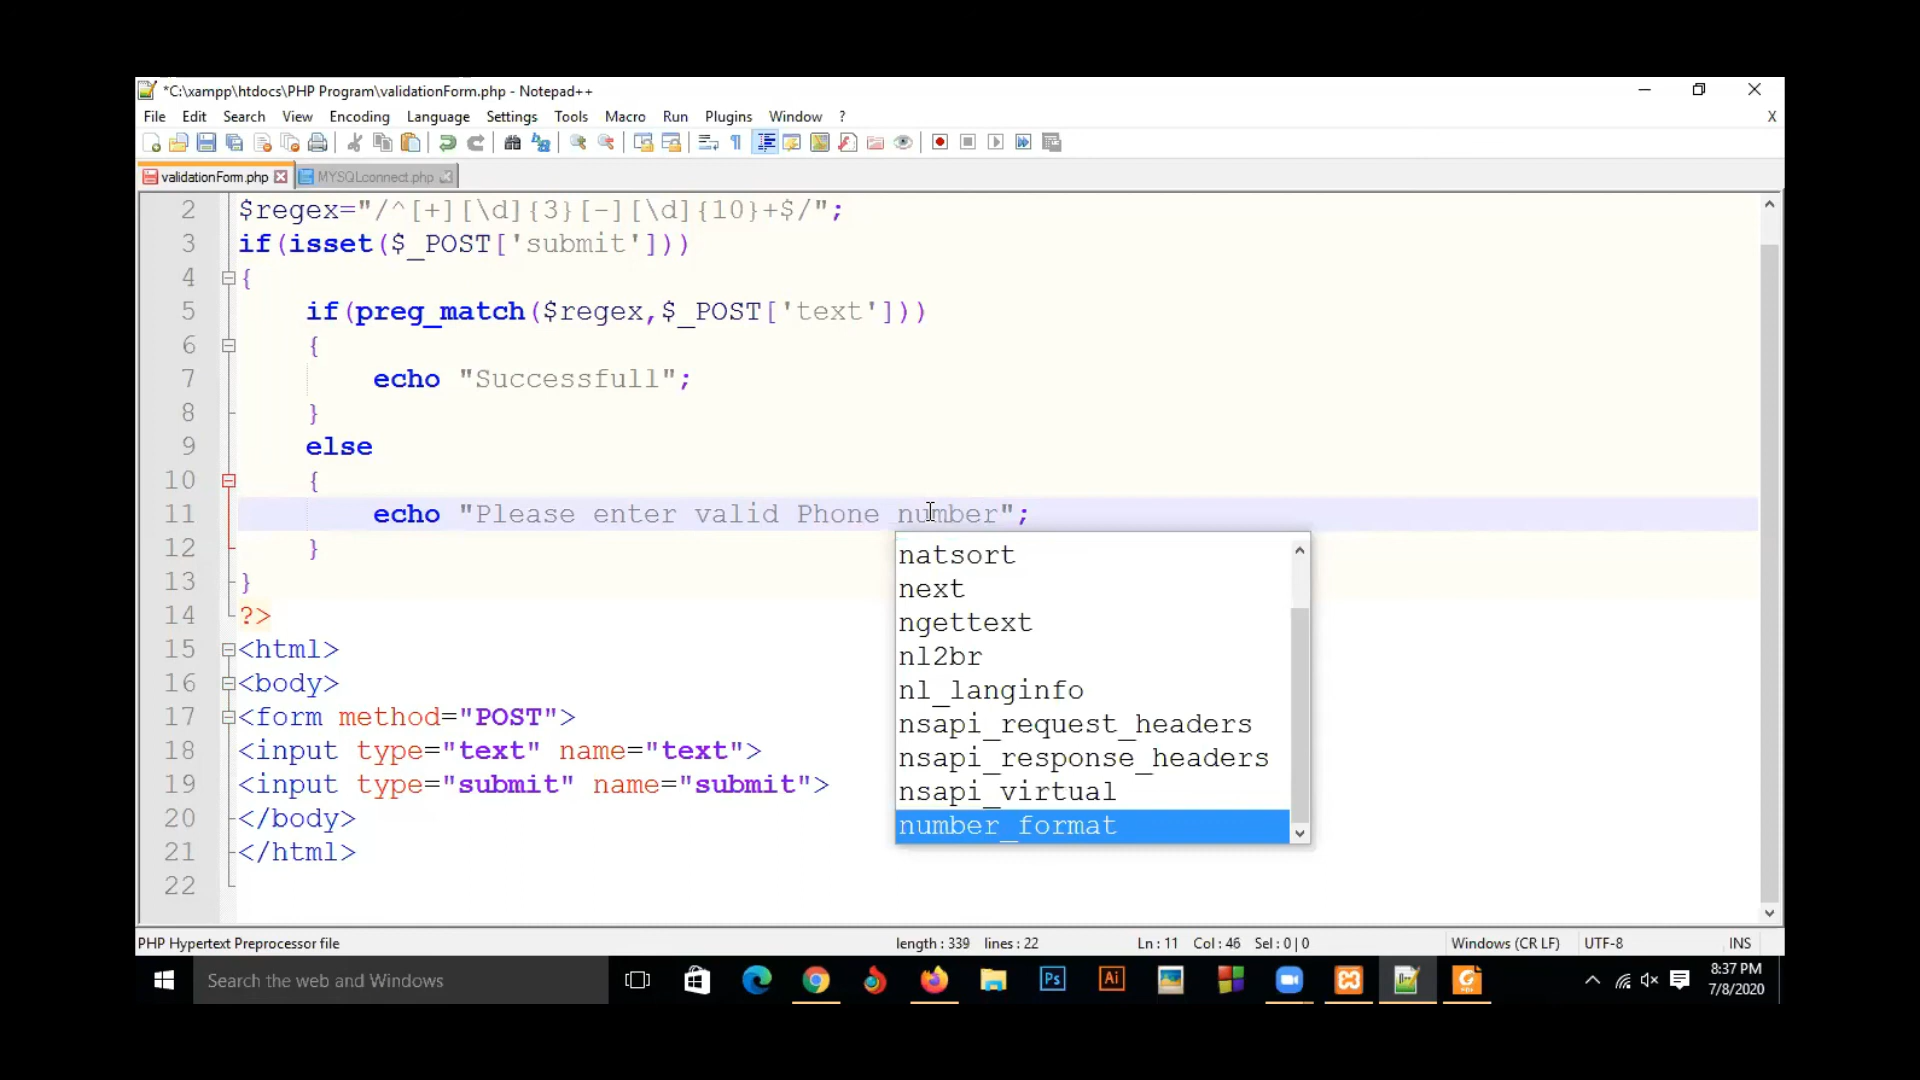 *C:\xampp\htdocs\PHP Program\validationForm.php - Notepad++
File Edit Search View Encoding Language Settings Tools Macro Run Plugins Window ? X
validationForm.php MYSQLconnect.php
2 $regex="/^[+][\d]{3}[-][\d]{10}+$/";
3 if(isset($_POST['submit']))
4 {
5 if(preg_match($regex,$_POST['text']))
6 {
7 echo "Successfull";
8 }
9 else
10 {
11 echo "Please enter valid Phone number";
12 }
13 }
14 ?>
15 <html>
16 <body>
17 <form method="POST">
18 <input type="text" name="text">
19 <input type="submit" name="submit">
20 </body>
21 </html>
22
natsort
next
ngettext
nl2br
nl_langinfo
nsapi_request_headers
nsapi_response_headers
nsapi_virtual
number_format
PHP Hypertext Preprocessor file length : 339 lines : 22 Ln : 11 Col : 46 Sel : 0 | 0 Windows (CR LF) UTF-8 INS
Search the web and Windows
Ps
Ai
8:37 PM
7/8/2020